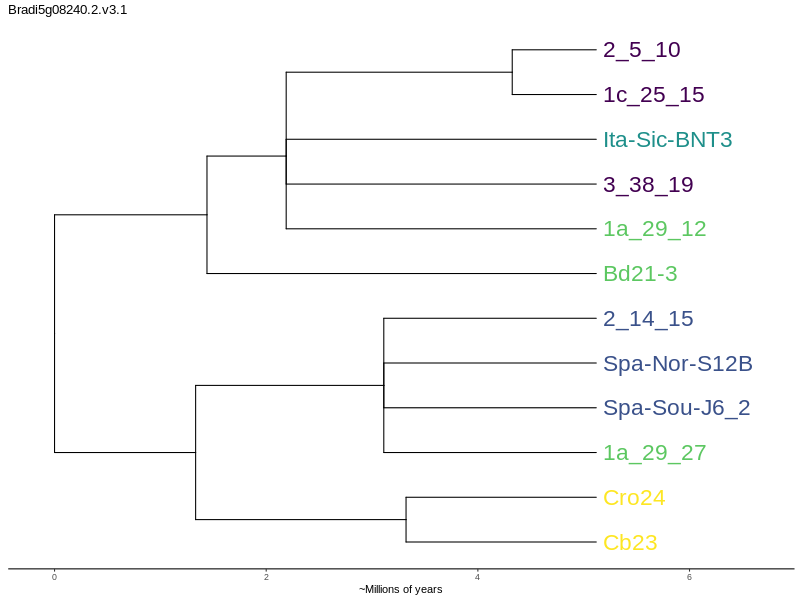 Bradi5g08240.2.v3.1
2_5_10
1c_25_15
Ita-Sic-BNT3
3_38_19
1a_29_12
Bd21-3
2_14_15
Spa-Nor-S12B
Spa-Sou-J6_2
1a_29_27
Cro24
Cb23
0 2 4 6
~Millions of years